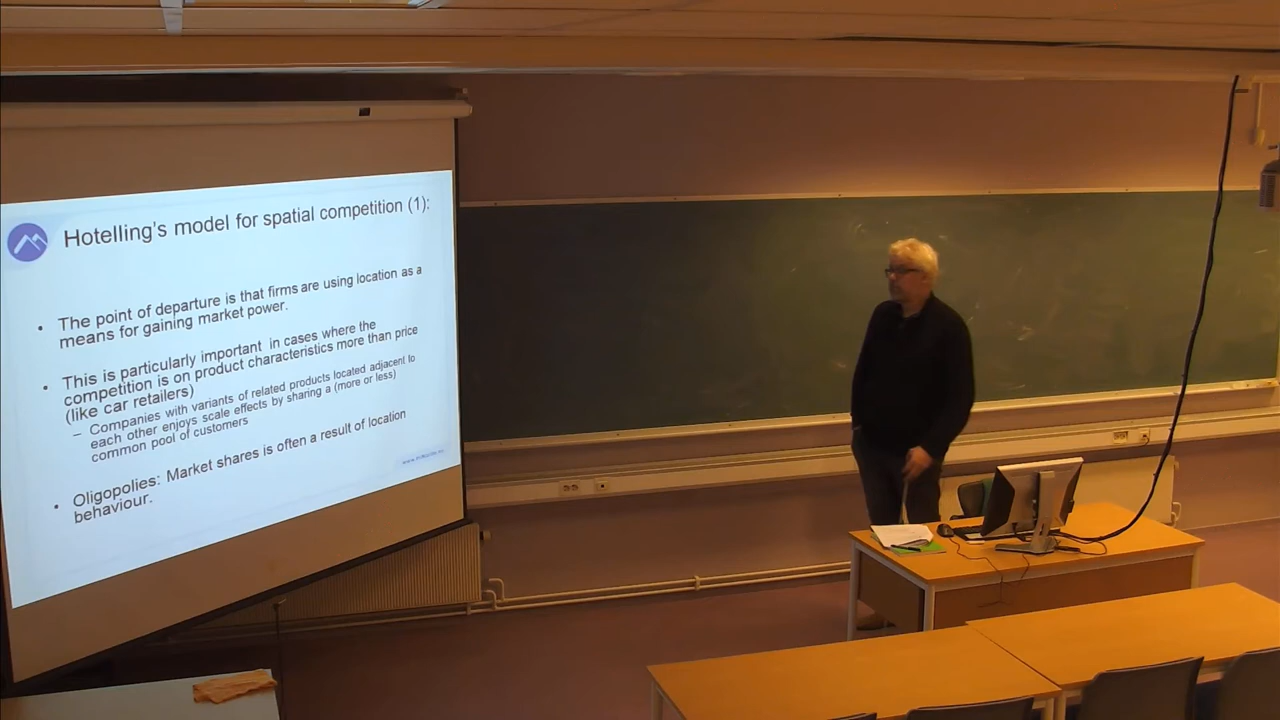 Hotelling's model for spatial competition (1):
• The point of departure is that firms are using location as a
means for gaining market power.
• This is particularly important in cases where the
competition is on product characteristics more than price
(like car retailers)
– Companies with variants of related products located adjacent to
each other enjoys scale effects by sharing a (more or less)
common pool of customers
• Oligopolies: Market shares is often a result of location
behaviour.